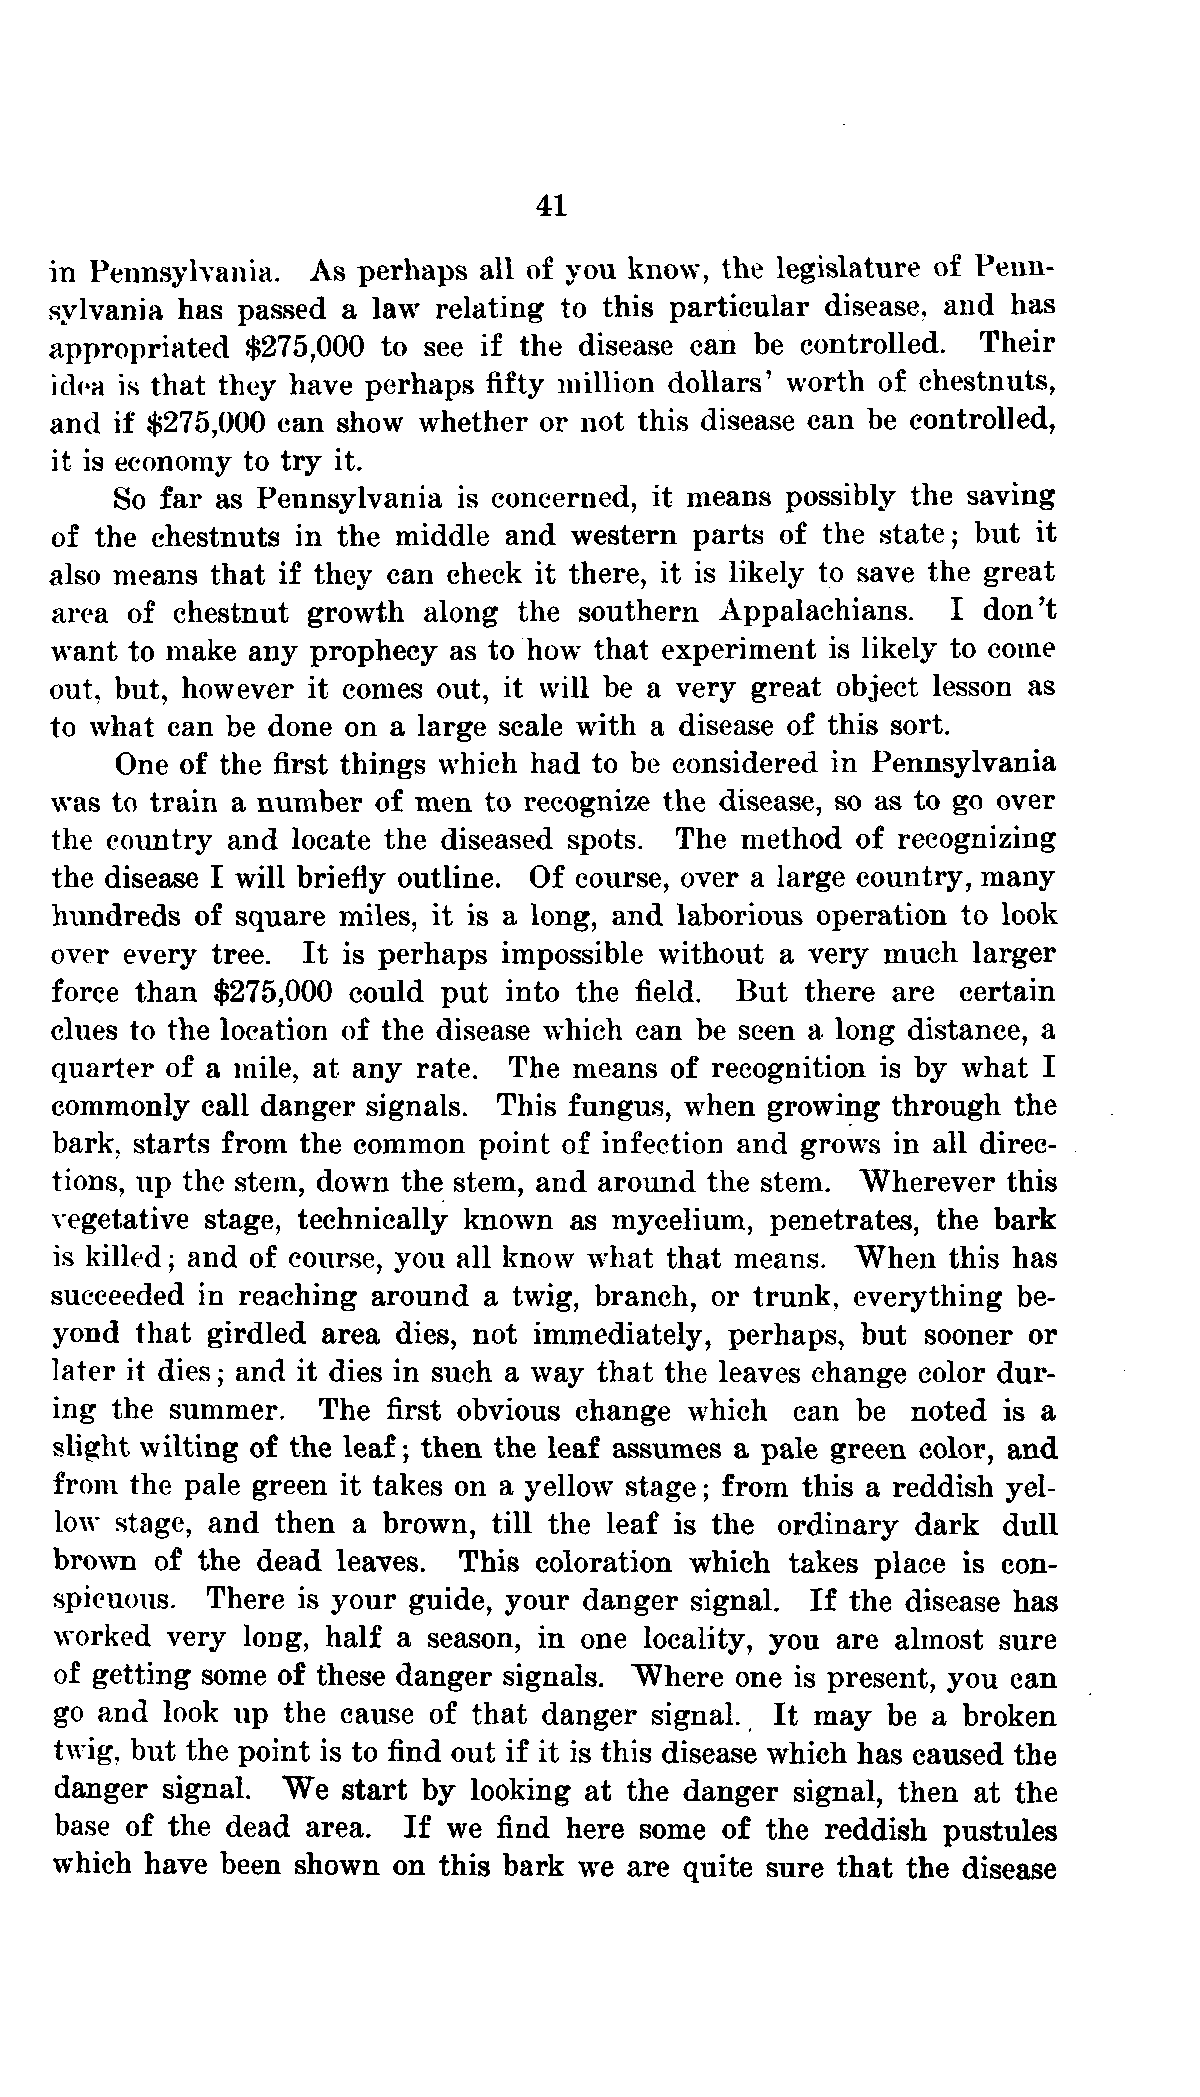 41
in Pennsylvania. As perhaps all of you know, the legislature of Penn-
sylvania has passed a law relating to this particular disease, and has
appropriated $275,000 to see if the disease can be controlled. Their
idea is that they have perhaps fifty million dollars' worth of chestnuts,
and if $275,000 can show whether or not this disease can be controlled,
it is economy to try it.
So far as Pennsylvania is concerned, it means possibly the saving
of the chestnuts in the middle and western parts of the state; but it
also means that if they can check it there, it is likely to save the great
area of chestnut growth along the southern Appalachians. I don't
want to make any prophecy as to how that experiment is likely to come
out, but, however it comes out, it will be a very great object lesson as
to what can be done on a large scale with a disease of this sort.
One of the first things which had to be considered in Pennsylvania
was to train a number of men to recognize the disease, so as to go over
the country and locate the diseased spots. The method of recognizing
the disease I will briefly outline. Of course, over a large country, many
hundreds of square miles, it is a long, and laborious operation to look
over every tree. It is perhaps impossible without a very much larger
force than $275,000 could put into the field. But there are certain
clues to the location of the disease which can be seen a long distance, a
quarter of a mile, at any rate. The means of recognition is by what I
commonly call danger signals. This fungus, when growing through the
bark, starts from the common point of infection and grows in all direc-
tions, up the stem, down the stem, and around the stem. Wherever this
vegetative stage, technically known as mycelium, penetrates, the bark
is killed; and of course, you all know what that means. When this has
succeeded in reaching around a twig, branch, or trunk, everything be-
yond that girdled area dies, not immediately, perhaps, but sooner or
later it dies; and it dies in such a way that the leaves change color dur-
ing the summer. The first obvious change which can be noted is a
slight wilting of the leaf; then the leaf assumes a pale green color, and
from the pale green it takes on a yellow stage; from this a reddish yel-
low stage, and then a brown, till the leaf is the ordinary dark dull
brown of the dead leaves. This coloration which takes place is con-
spicuous. There is your guide, your danger signal. If the disease has
worked very long, half a season, in one locality, you are almost sure
of getting some of these danger signals. Where one is present, you can
go and look up the cause of that danger signal. It may be a broken
twig, but the point is to find out if it is this disease which has caused the
danger signal. We start by looking at the danger signal, then at the
base of the dead area. If we find here some of the reddish pustules
which have been shown on this bark we are quite sure that the disease